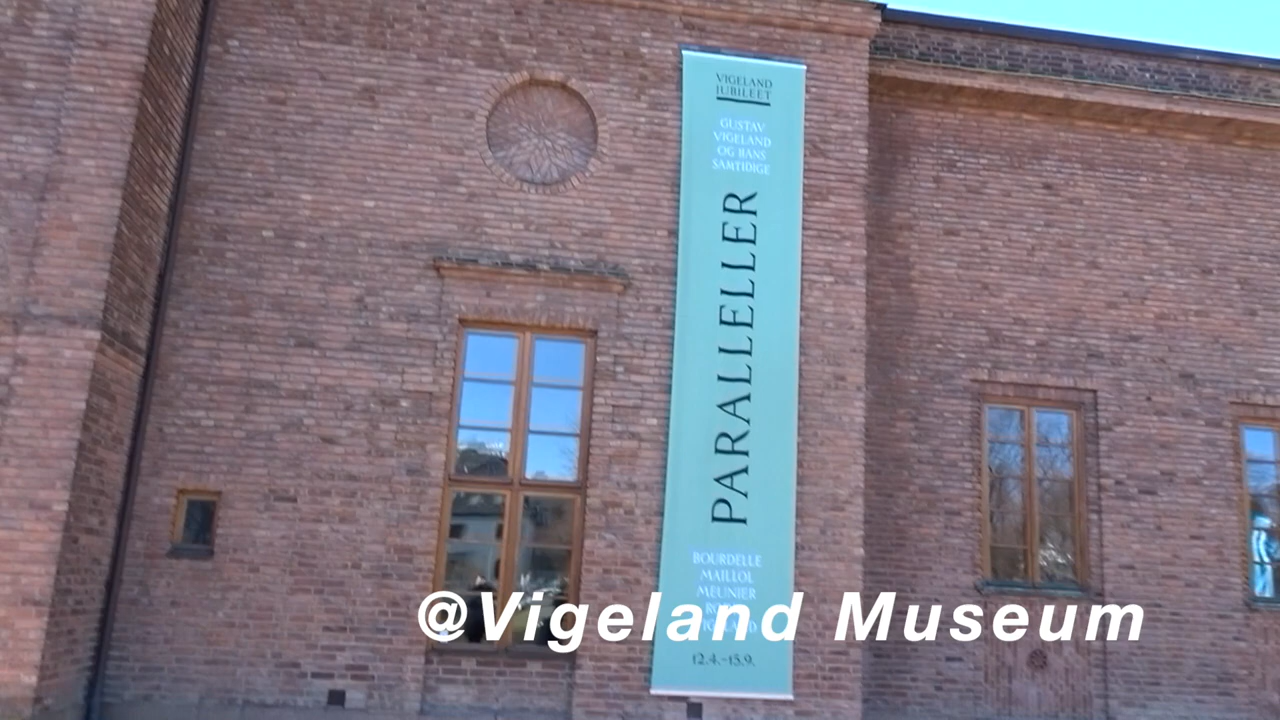 VIGELAND
JUBILEET
GUSTAV
VIGELAND
OG HANS
SAMTIDIGE
PARALLELLER
BOURDELLE
MAILLOL
MEUNIER
@Vigeland Museum
12.4.–15.9.